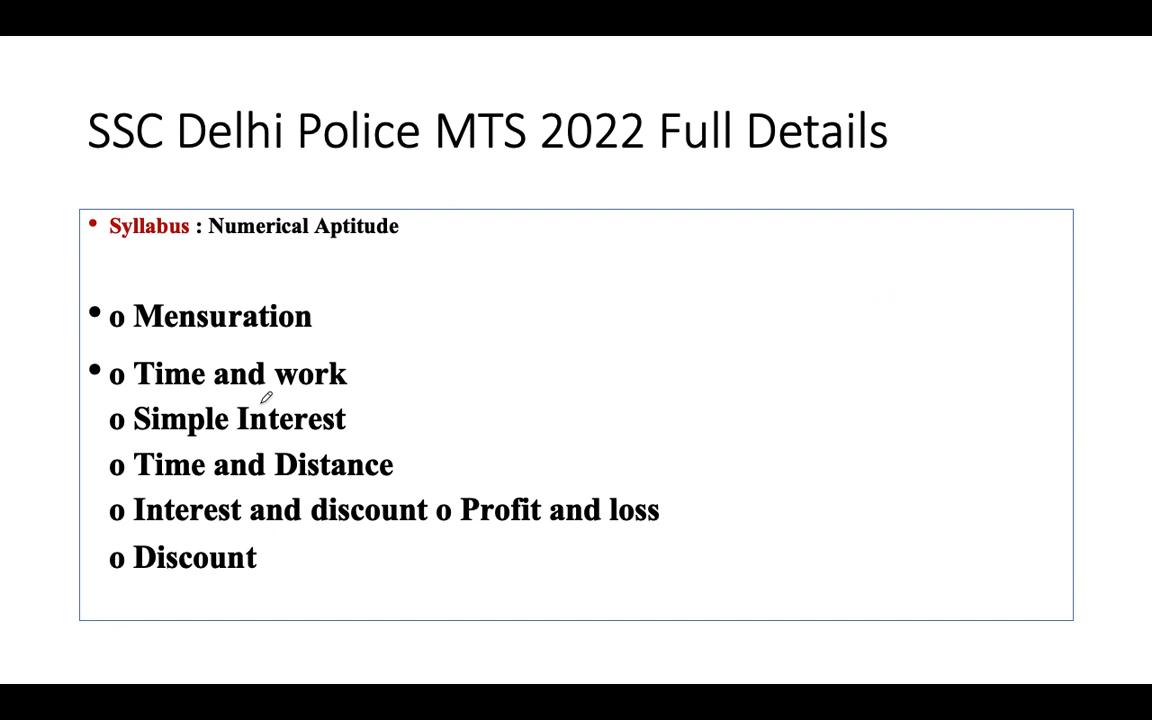 SSC Delhi Police MTS 2022 Full Details
• Syllabus : Numerical Aptitude
• o Mensuration
• o Time and work
o Simple Interest
o Time and Distance
o Interest and discount o Profit and loss
o Discount